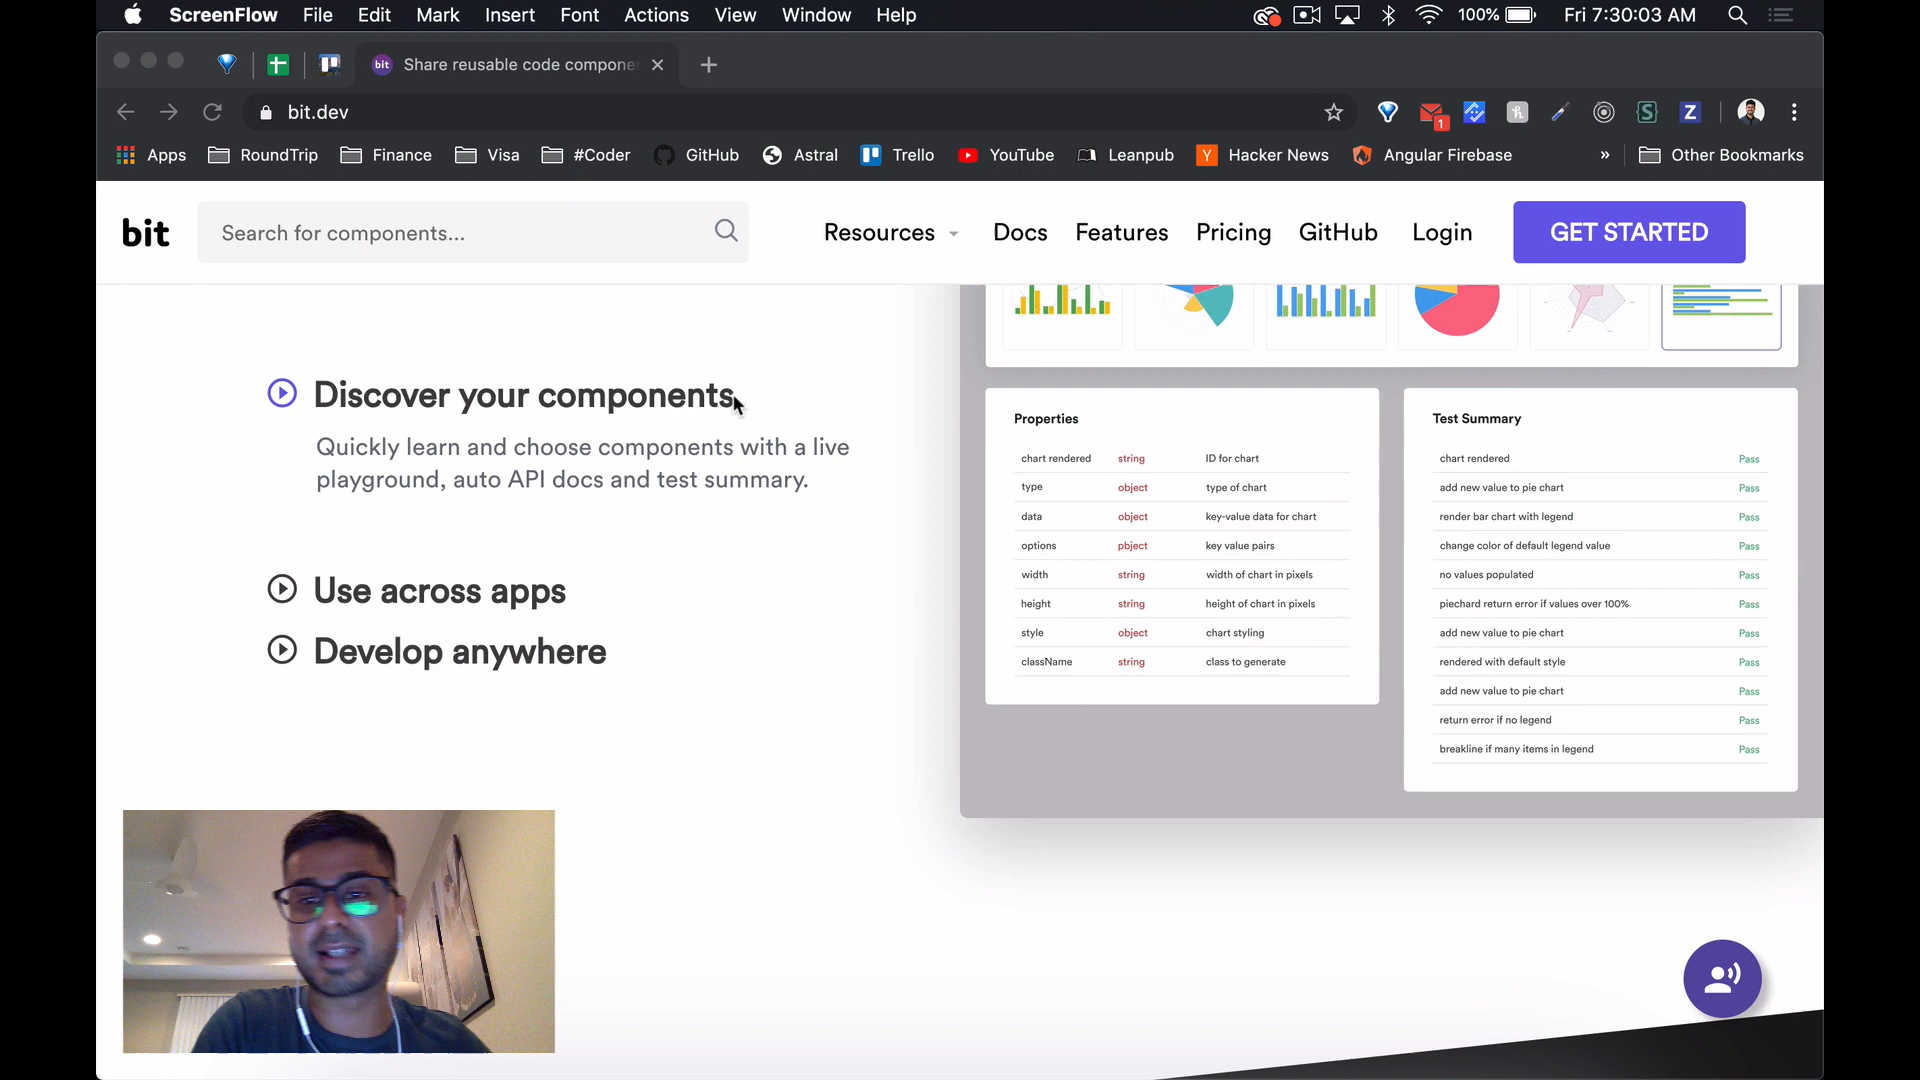 ScreenFlow File Edit Mark Insert Font Actions View Window Help 100% Fri 7:30:03 AM
bit Share reusable code compone
bit.dev 1 h S Z
Apps RoundTrip Finance Visa #Coder GitHub Astral Trello YouTube Leanpub Y Hacker News Angular Firebase » Other Bookmarks
bit Search for components... Resources Docs Features Pricing GitHub Login GET STARTED
Discover your components
Quickly learn and choose components with a live
playground, auto API docs and test summary.
Use across apps
Develop anywhere
Properties
chart rendered string ID for chart
type object type of chart
data object key-value data for chart
options pbject key value pairs
width string width of chart in pixels
height string height of chart in pixels
style object chart styling
className string class to generate
Test Summary
chart rendered Pass
add new value to pie chart Pass
render bar chart with legend Pass
change color of default legend value Pass
no values populated Pass
piechard return error if values over 100% Pass
add new value to pie chart Pass
rendered with default style Pass
add new value to pie chart Pass
return error if no legend Pass
breakline if many items in legend Pass